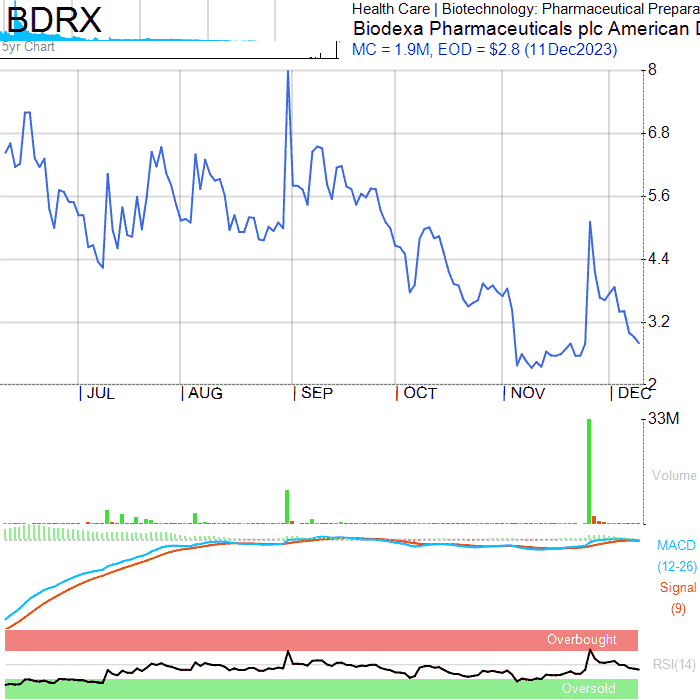 BDRX
Health Care | Biotechnology: Pharmaceutical Prepara
Biodexa Pharmaceuticals plc American D
5yr Chart
MC = 1.9M, EOD = $2.8 (11Dec2023)
8
6.8
5.6
4.4
3.2
2
JUL AUG SEP OCT NOV DEC
33M
Volume
MACD
(12-26)
Signal
(9)
Overbought
RSI(14)
Oversold